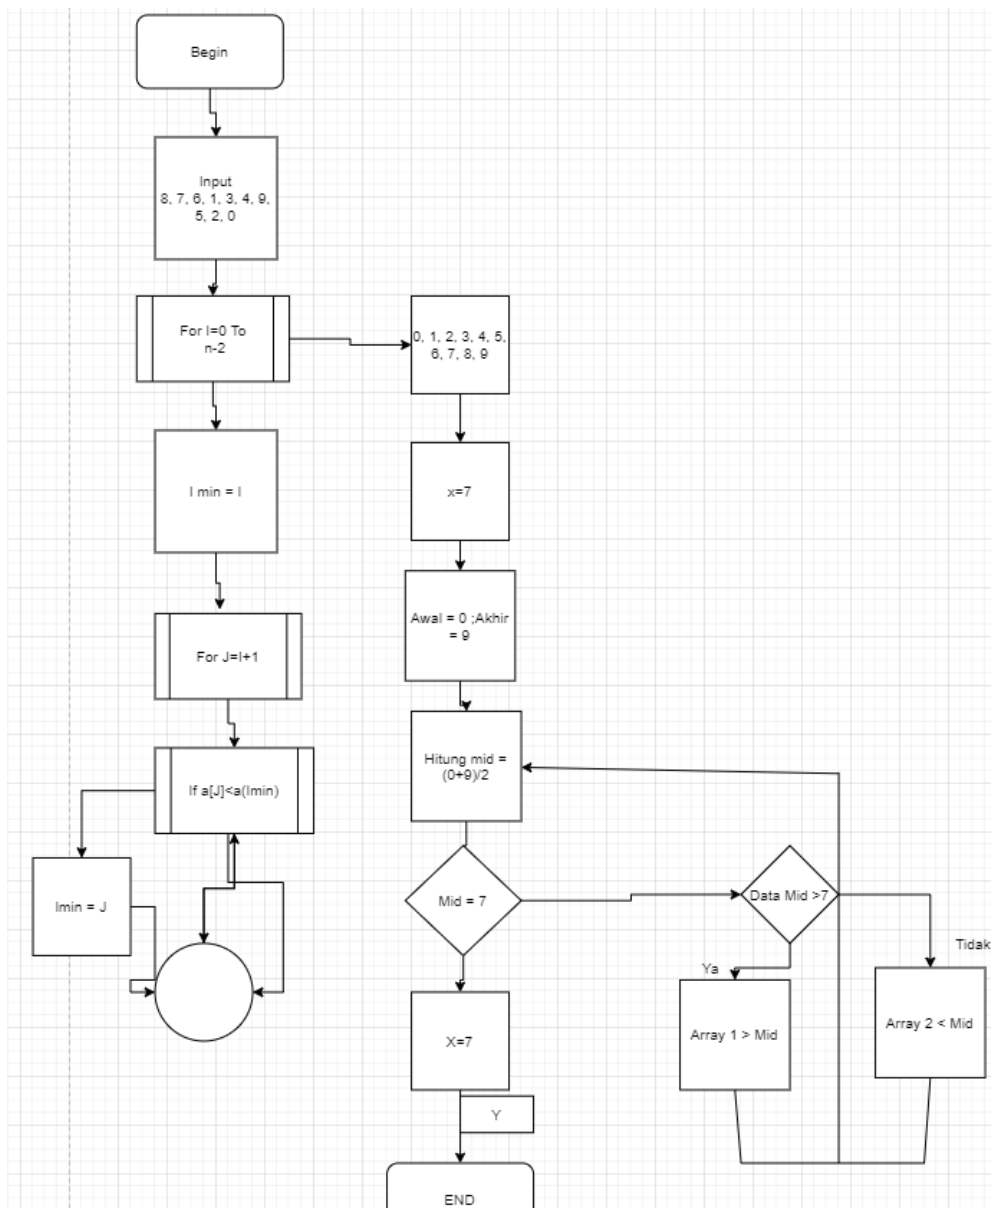 Begin
Input
8, 7, 6, 1, 3, 4, 9,
5, 2, 0
For I=0 To
n-2
I min = I
For J=I+1
If a[J]<a(Imin)
Imin = J
0, 1, 2, 3, 4, 5,
6, 7, 8, 9
x=7
Awal = 0 ;Akhir
= 9
Hitung mid =
(0+9)/2
Mid = 7
Data Mid >7
Tidak
Ya
Array 1 > Mid
Array 2 < Mid
X=7
Y
END